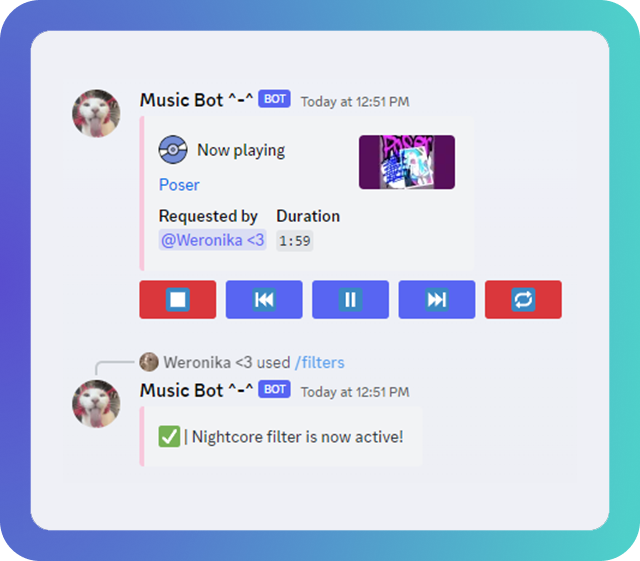 Music Bot ^-^ BOT Today at 12:51 PM
Now playing
Poser
Poser
Requested by Duration
@Weronika <3 1:59
Weronika <3 used /filters
Music Bot ^-^ BOT Today at 12:51 PM
| Nightcore filter is now active!